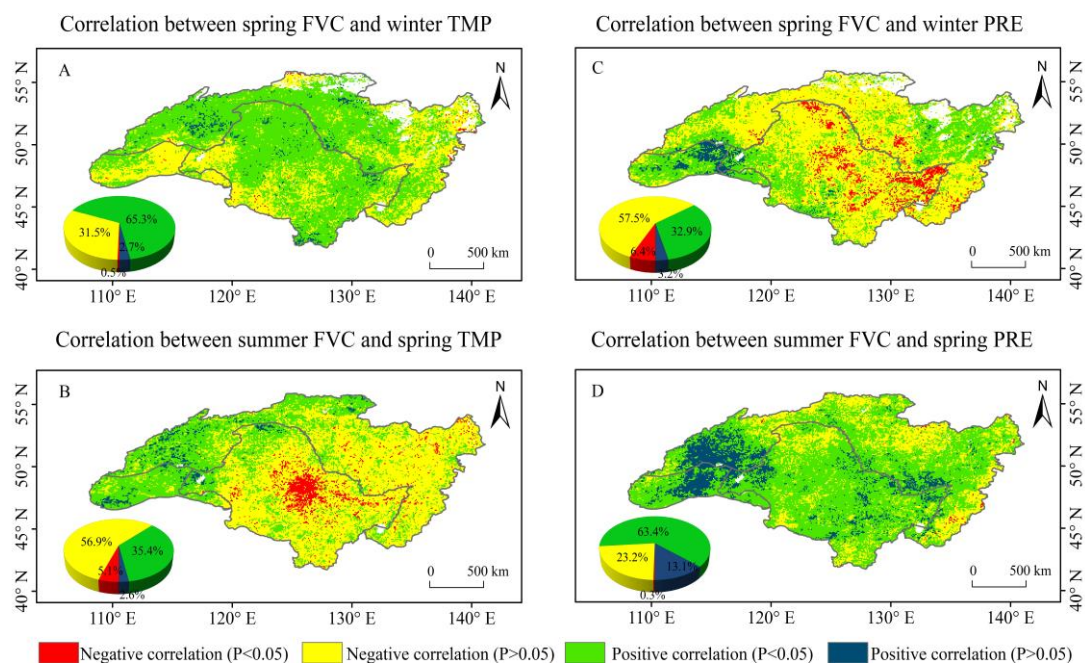 Correlation between spring FVC and winter TMP
Correlation between spring FVC and winter PRE
A
N
55° N
50° N
45° N
40° N
65.3%
31.5%
2.7%
0.5%
0 500 km
110° E 120° E 130° E 140° E
C
N
55° N
50° N
45° N
40° N
57.5%
32.9%
6.4%
3.2%
0 500 km
110° E 120° E 130° E 140° E
Correlation between summer FVC and spring TMP
Correlation between summer FVC and spring PRE
B
N
55° N
50° N
45° N
40° N
56.9%
35.4%
5.1%
2.6%
0 500 km
110° E 120° E 130° E 140° E
D
N
55° N
50° N
45° N
40° N
63.4%
23.2%
13.1%
0.3%
0 500 km
110° E 120° E 130° E 140° E
Negative correlation (P<0.05) Negative correlation (P>0.05) Positive correlation (P<0.05) Positive correlation (P>0.05)